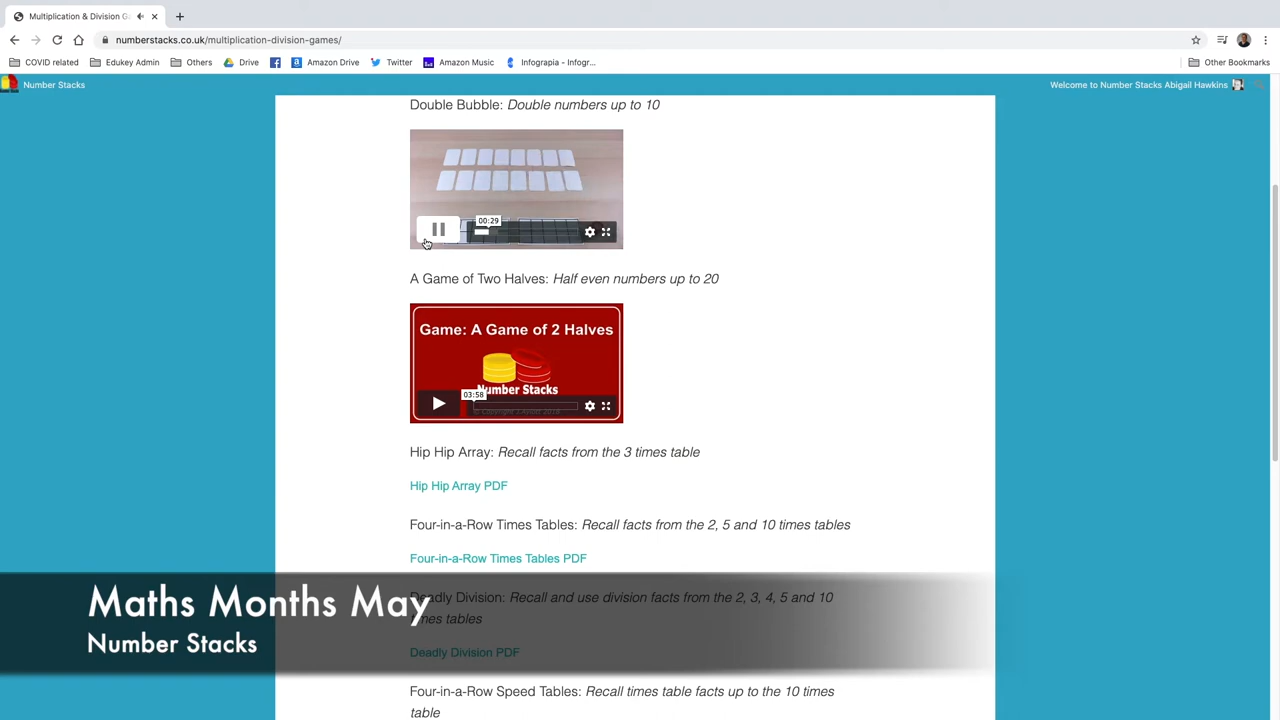 Multiplication & Division G
numberstacks.co.uk/multiplication-division-games/
COVID related
Edukey Admin
Others
Drive
Amazon Drive
Twitter
Amazon Music
Infograpia - Infogr...
Other Bookmarks
Number Stacks
Welcome to Number Stacks Abigail Hawkins
Double Bubble: Double numbers up to 10
00:29
A Game of Two Halves: Half even numbers up to 20
Game: A Game of 2 Halves
Number Stacks
03:58
Hip Hip Array: Recall facts from the 3 times table
Hip Hip Array PDF
Four-in-a-Row Times Tables: Recall facts from the 2, 5 and 10 times tables
Four-in-a-Row Times Tables PDF
Deadly Division: Recall and use division facts from the 2, 3, 4, 5 and 10
times tables
Maths Months May
Number Stacks
Deadly Division PDF
Four-in-a-Row Speed Tables: Recall times table facts up to the 10 times
table